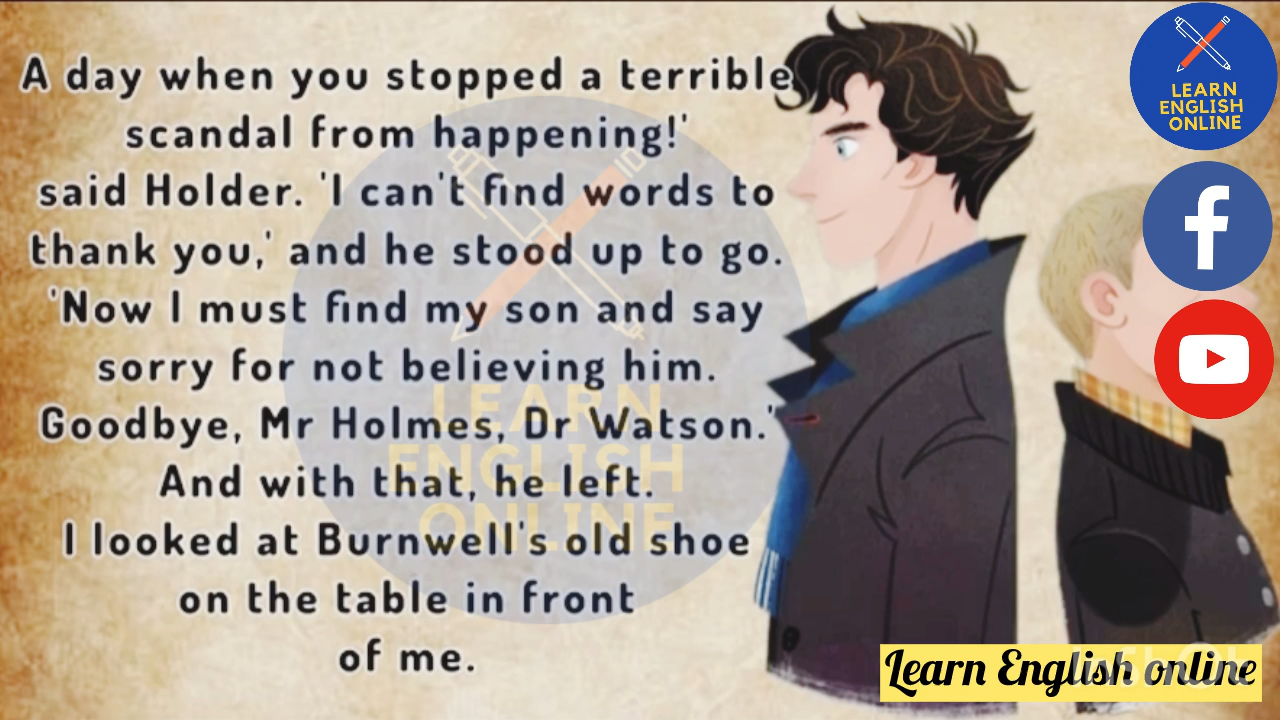 A day when you stopped a terrible
scandal from happening!'
said Holder. 'I can't find words to
thank you,' and he stood up to go.
'Now I must find my son and say
sorry for not believing him.
Goodbye, Mr Holmes, Dr Watson.'
And with that, he left.
I looked at Burnwell's old shoe
on the table in front
of me.
LEARN
ENGLISH
ONLINE
LEARN
ENGLISH
ONLINE
f
Learn English online